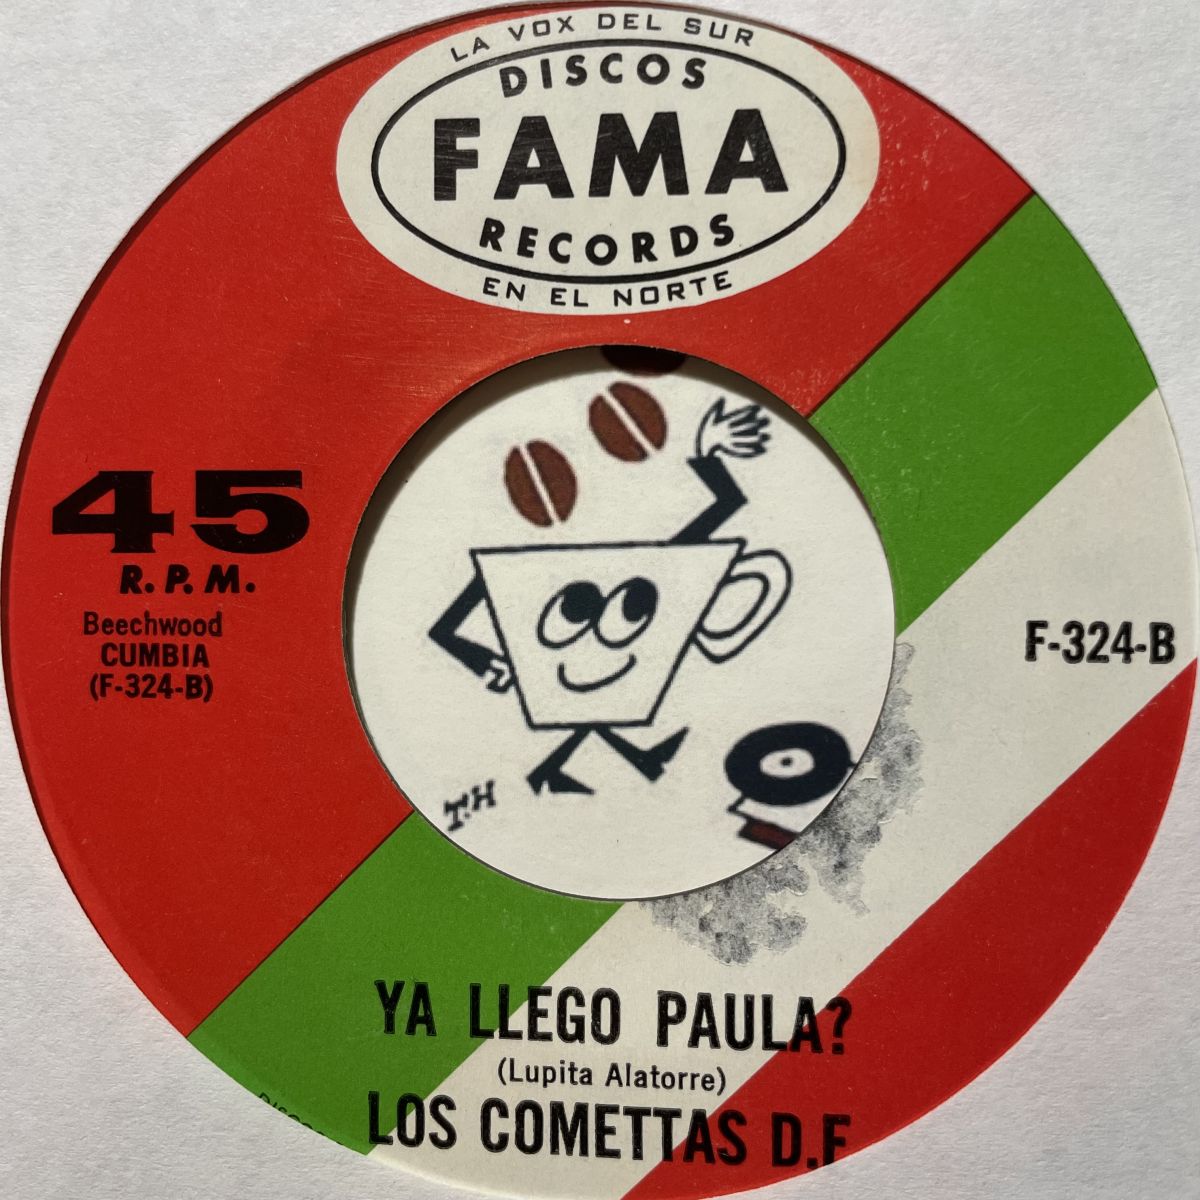 LA VOX DEL SUR
DISCOS
FAMA
RECORDS
EN EL NORTE
45
R.P.M.
Beechwood
CUMBIA
(F-324-B)
F-324-B
T.H
YA LLEGO PAULA?
(Lupita Alatorre)
LOS COMETTAS D.F